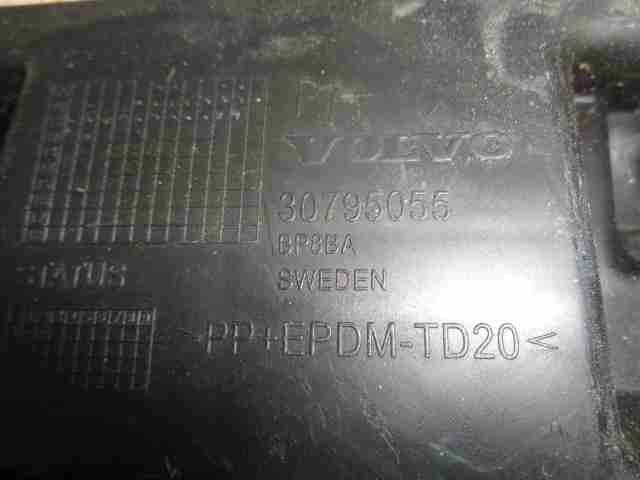 VOLVO
30795055
BP8BA
SWEDEN
STATUS
>PP+EPDM-TD20<